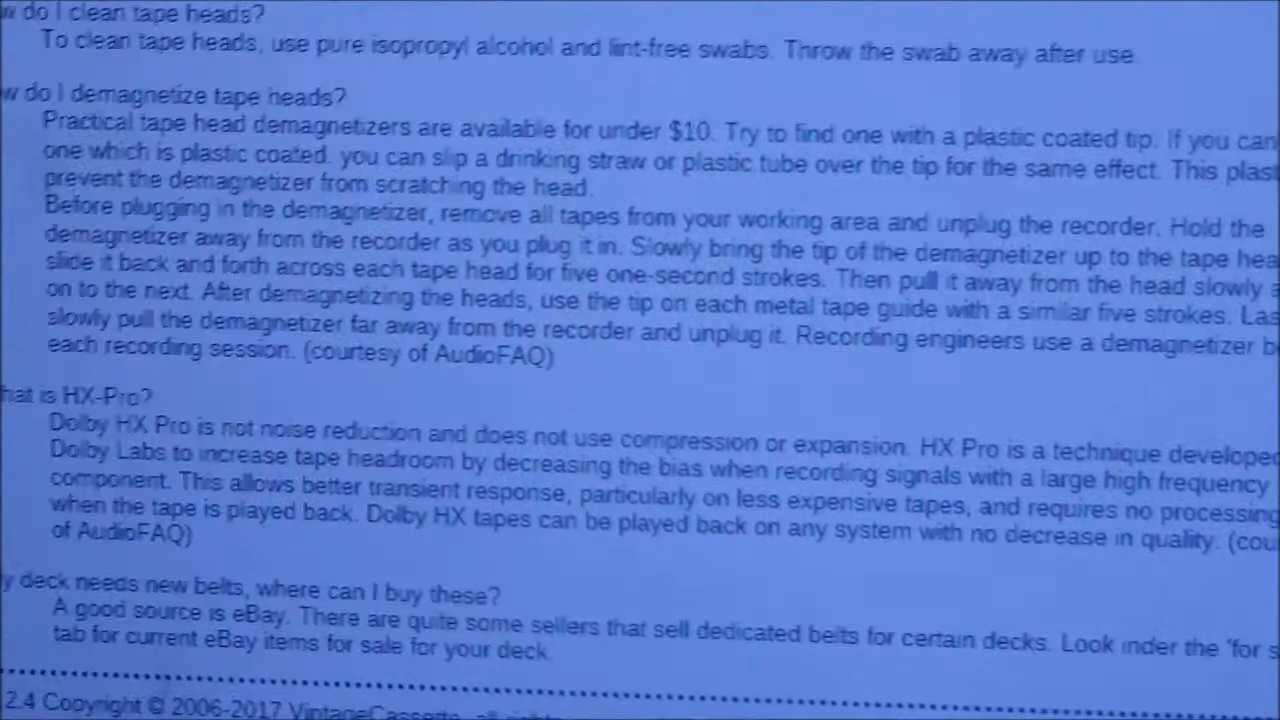 w do I clean tape heads?
To clean tape heads, use pure isopropyl alcohol and lint-free swabs. Throw the swab away after use.
w do I demagnetize tape heads?
Practical tape head demagnetizers are available for under $10. Try to find one with a plastic coated tip. If you can
one which is plastic coated. you can slip a drinking straw or plastic tube over the tip for the same effect. This plast
prevent the demagnetizer from scratching the head.
Before plugging in the demagnetizer, remove all tapes from your working area and unplug the recorder. Hold the
demagnetizer away from the recorder as you plug it in. Slowly bring the tip of the demagnetizer up to the tape hea
slide it back and forth across each tape head for five one-second strokes. Then pull it away from the head slowly a
on to the next. After demagnetizing the heads, use the tip on each metal tape guide with a similar five strokes. Las
slowly pull the demagnetizer far away from the recorder and unplug it. Recording engineers use a demagnetizer b
each recording session. (courtesy of AudioFAQ)
hat is HX-Pro?
Dolby HX Pro is not noise reduction and does not use compression or expansion. HX Pro is a technique develope
Dolby Labs to increase tape headroom by decreasing the bias when recording signals with a large high frequency
component. This allows better transient response, particularly on less expensive tapes, and requires no processing
when the tape is played back. Dolby HX tapes can be played back on any system with no decrease in quality. (cou
of AudioFAQ)
y deck needs new belts, where can I buy these?
A good source is eBay. There are quite some sellers that sell dedicated belts for certain decks. Look inder the 'for s
tab for current eBay items for sale for your deck.
2.4 Copyright © 2006-2017 VintageCassette, all